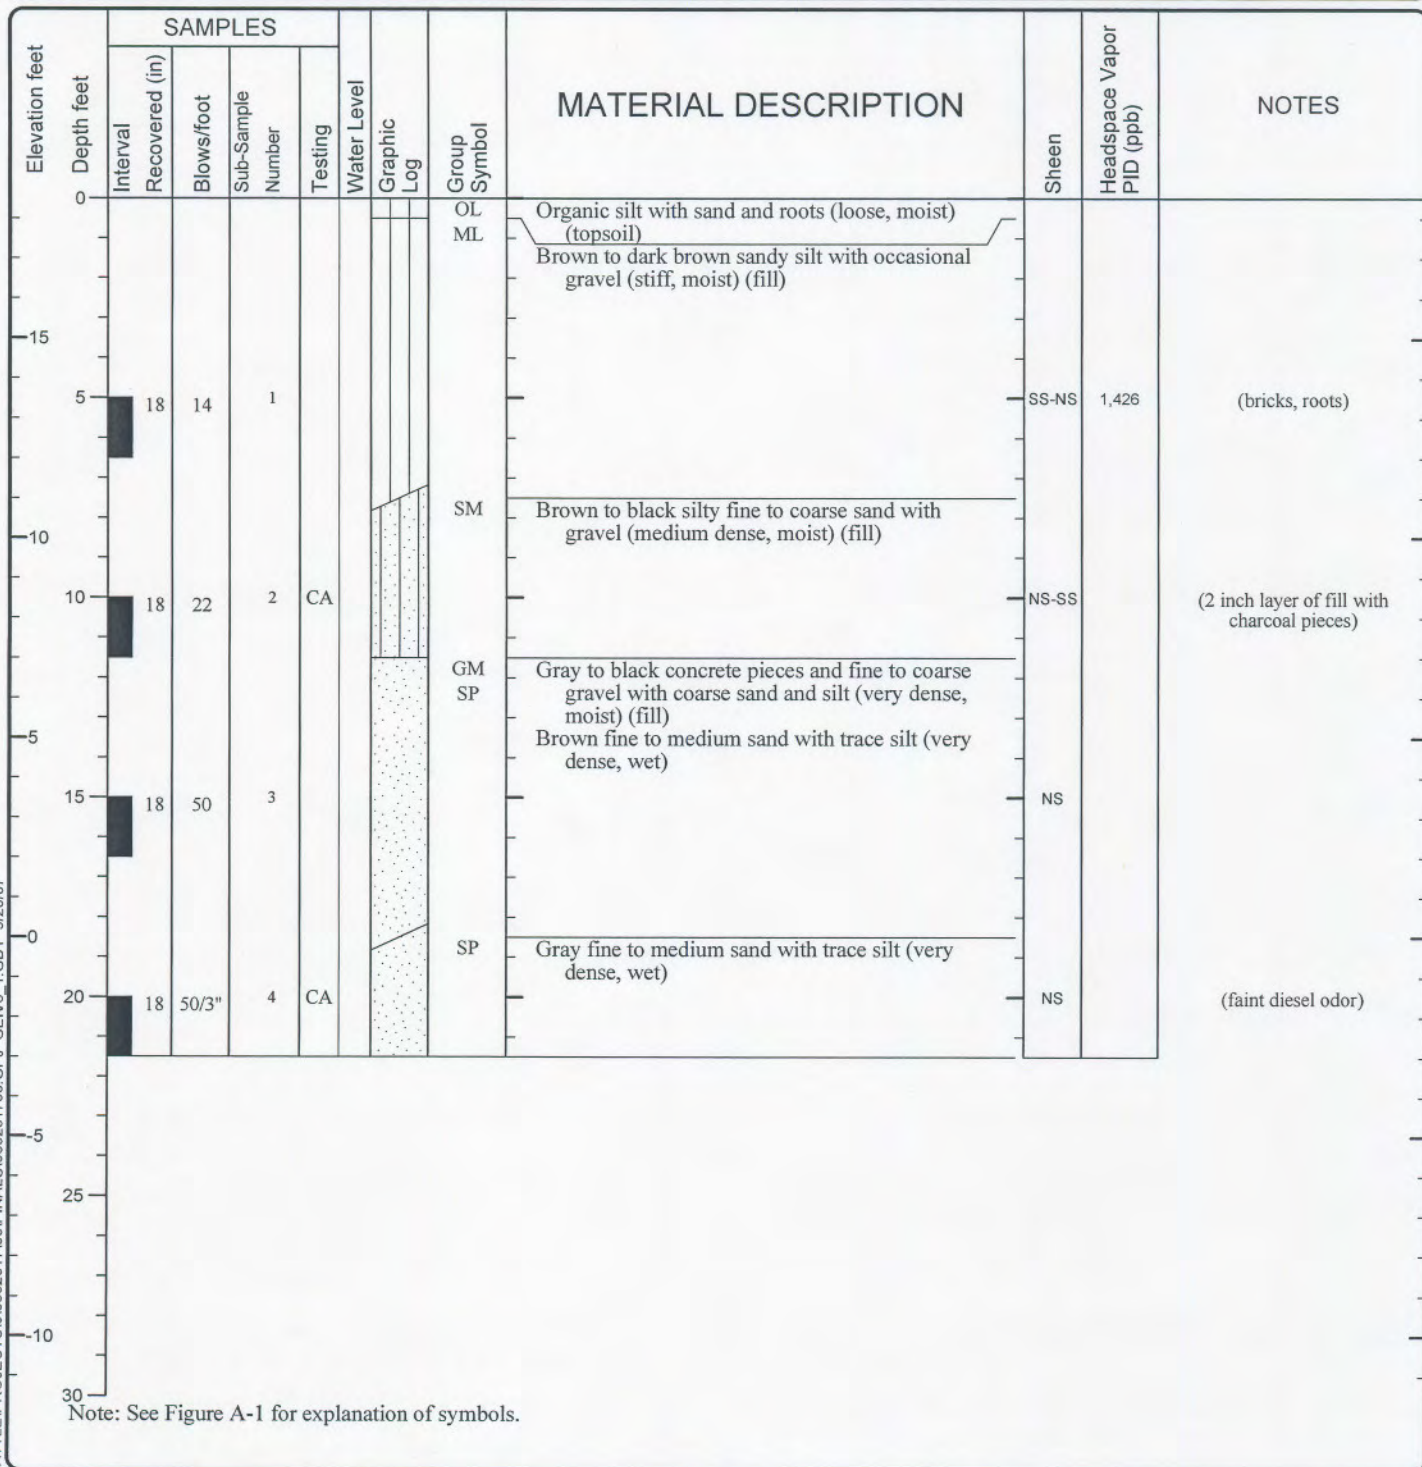 SAMPLES
Elevation feet
Depth feet
Interval
Recovered (in)
Blows/foot
Sub-Sample
Number
Testing
Water Level
Graphic
Log
Group
Symbol
MATERIAL DESCRIPTION
Sheen
Headspace Vapor
PID (ppb)
NOTES
0
OL
Organic silt with sand and roots (loose, moist)
(topsoil)
ML
Brown to dark brown sandy silt with occasional
gravel (stiff, moist) (fill)
15
5
18
14
1
SS-NS
1,426
(bricks, roots)
SM
Brown to black silty fine to coarse sand with
gravel (medium dense, moist) (fill)
10
10
18
22
2
CA
NS-SS
(2 inch layer of fill with
charcoal pieces)
GM
Gray to black concrete pieces and fine to coarse
gravel with coarse sand and silt (very dense,
moist) (fill)
SP
Brown fine to medium sand with trace silt (very
dense, wet)
5
15
18
50
3
NS
0
SP
Gray fine to medium sand with trace silt (very
dense, wet)
20
18
50/3"
4
CA
NS
(faint diesel odor)
-5
25
-10
30
Note: See Figure A-1 for explanation of symbols.